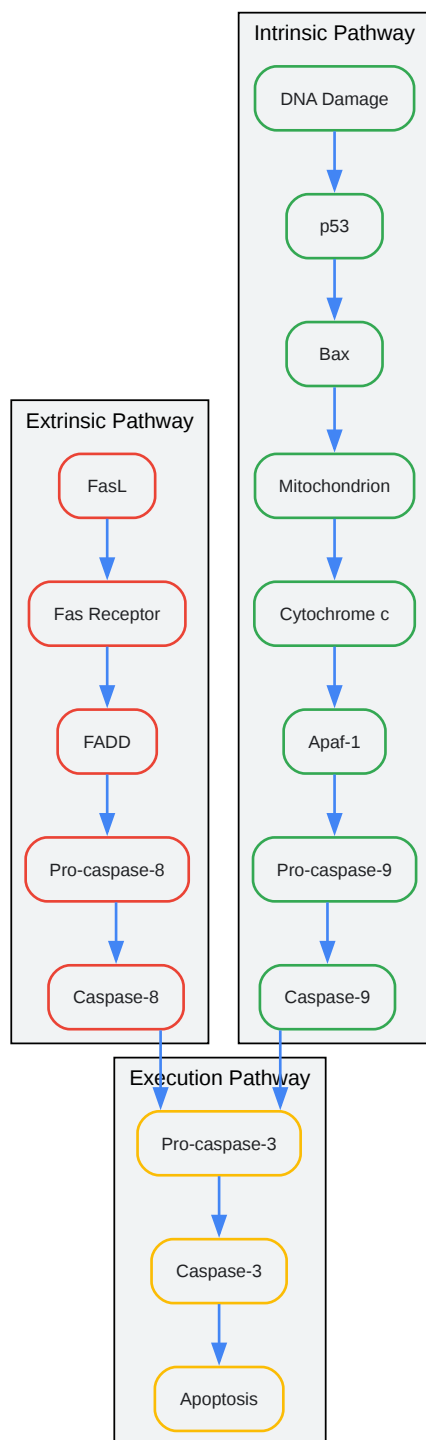 Intrinsic Pathway
DNA Damage
p53
Bax
Mitochondrion
Cytochrome c
Apaf-1
Pro-caspase-9
Caspase-9
Extrinsic Pathway
FasL
Fas Receptor
FADD
Pro-caspase-8
Caspase-8
Execution Pathway
Pro-caspase-3
Caspase-3
Apoptosis